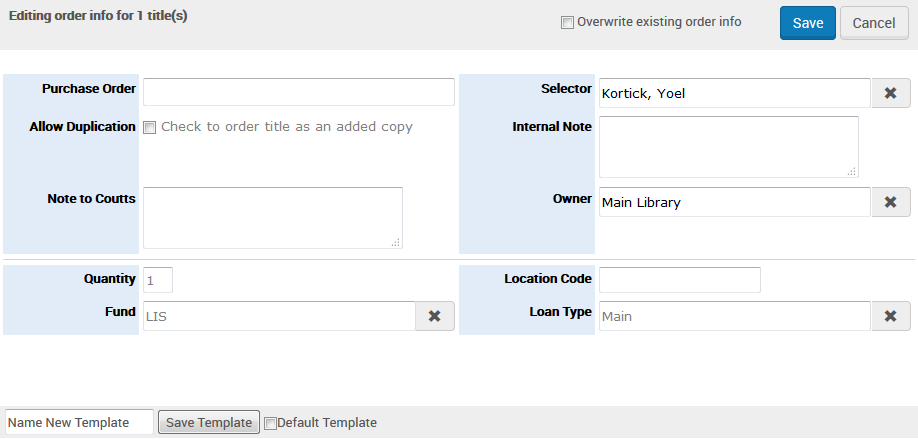 Editing order info for 1 title(s)
Overwrite existing order info
Save
Cancel
Purchase Order
Selector
Kortick, Yoel
Allow Duplication
Check to order title as an added copy
Internal Note
Note to Coutts
Owner
Main Library
Quantity
1
Location Code
Fund
LIS
Loan Type
Main
Name New Template
Save Template
Default Template